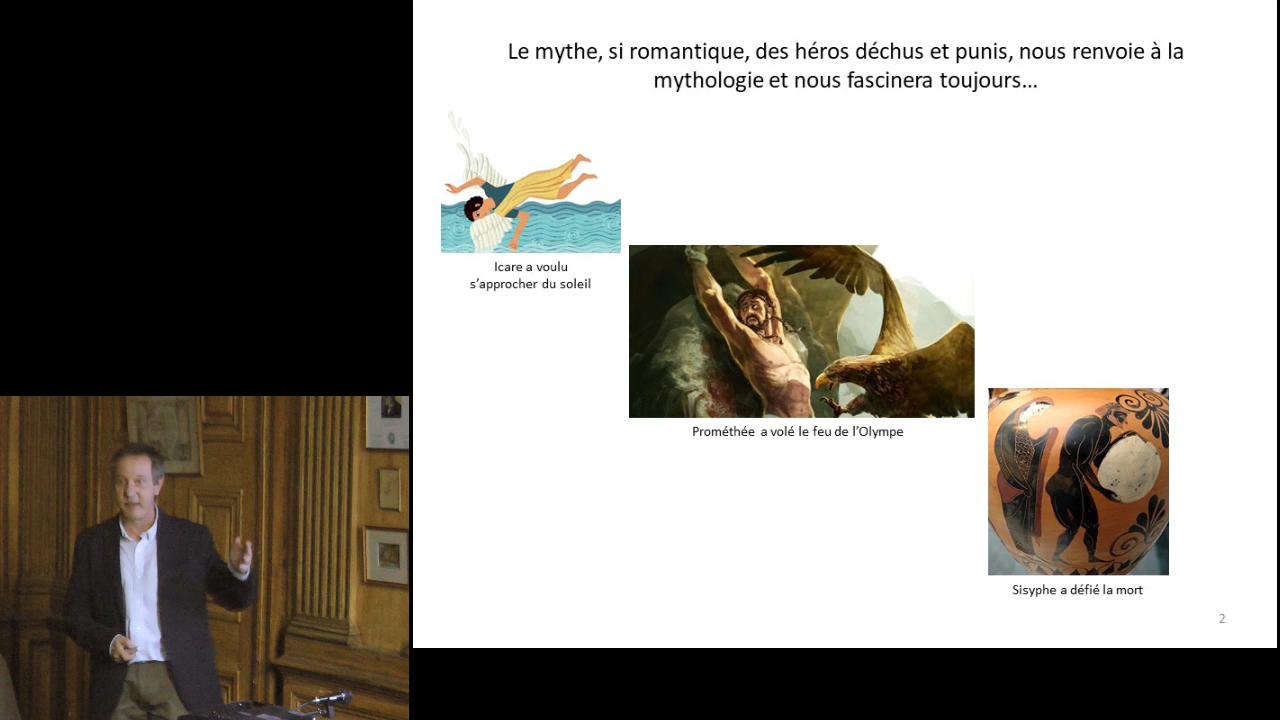 Le mythe, si romantique, des héros déchus et punis, nous renvoie à la
mythologie et nous fascinera toujours…
Icare a voulu
s’approcher du soleil
Prométhée a volé le feu de l’Olympe
Sisyphe a défié la mort
2